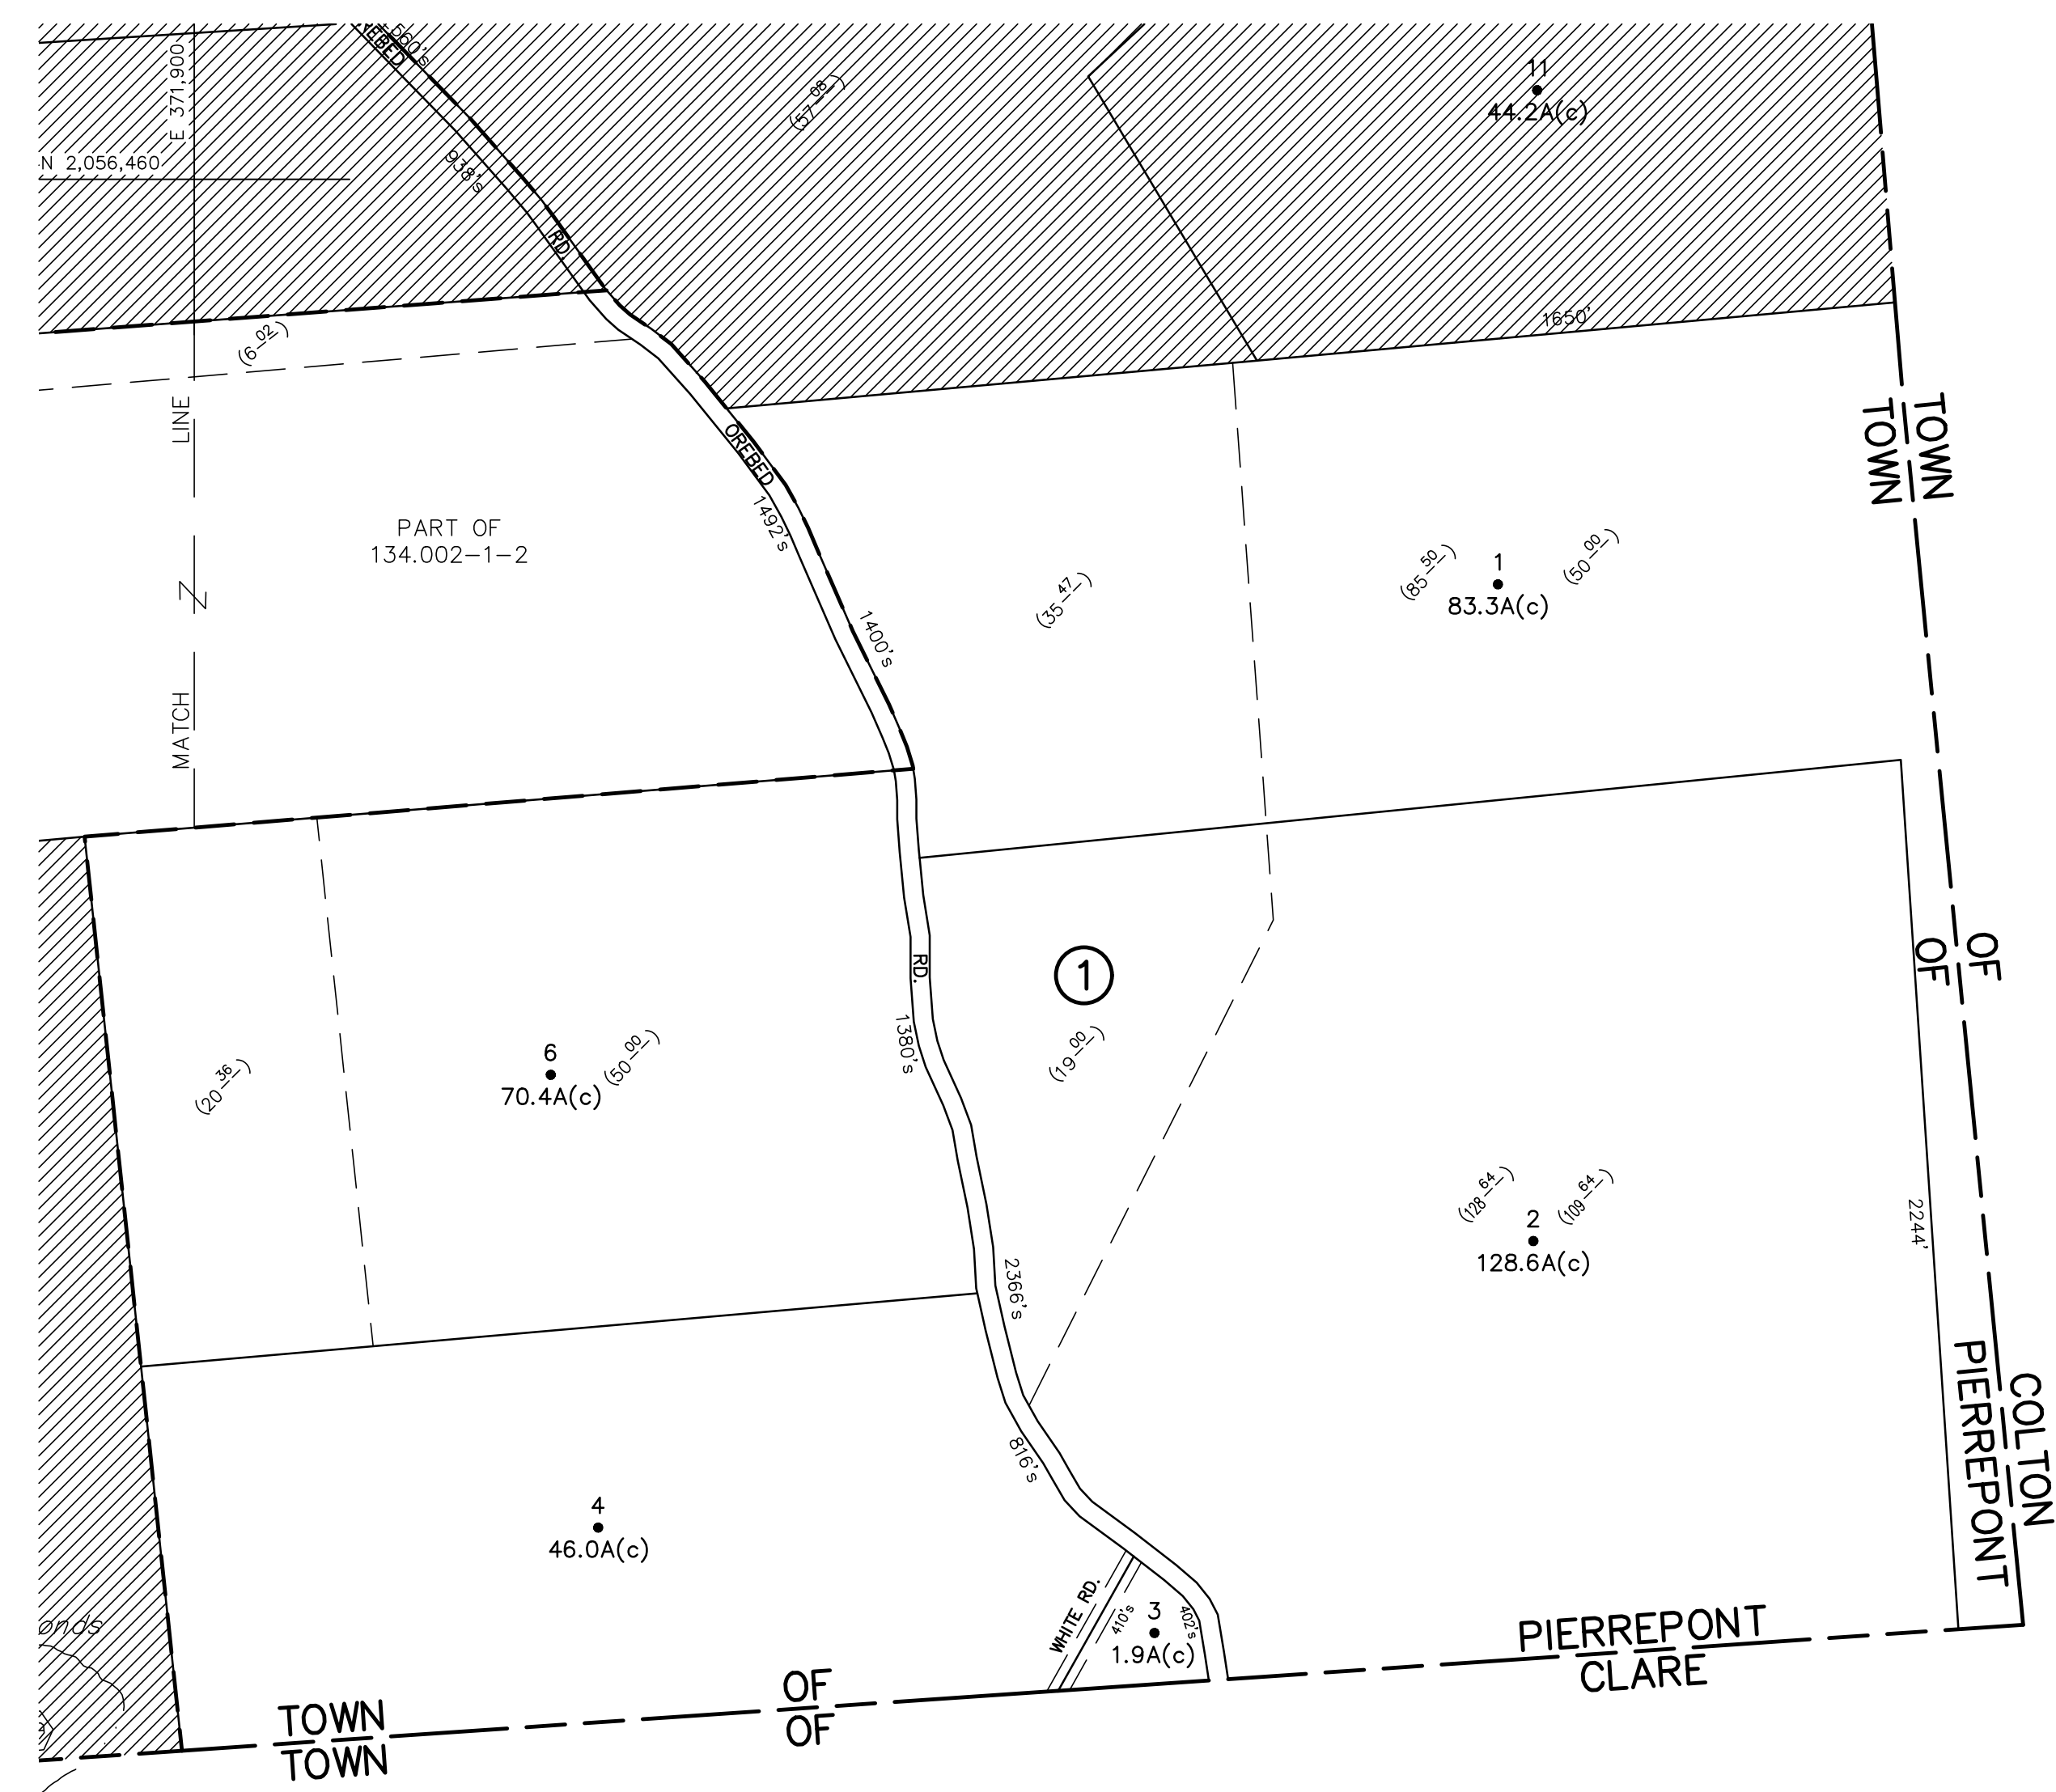 560's
EBED
E 371,900
N 2,056,460
938's
RD.
(57.08)
11
44.2A(c)
1650'
(6.02)
MATCH LINE
PART OF
134.002-1-2
OREBED
1492's
1400's
(35.47)
(85.50)
1
83.3A(c)
(50.00)
TOWN OF COLTON
TOWN OF PIERREPONT
RD.
1
1380's
(19.00)
(20.36)
6
70.4A(c)
(50.00)
(128.64)
(109.64)
2
128.6A(c)
2244'
2366's
816's
4
46.0A(c)
WHITE RD.
410's
3
1.9A(c)
402's
onds
TOWN OF PIERREPONT
TOWN OF CLARE